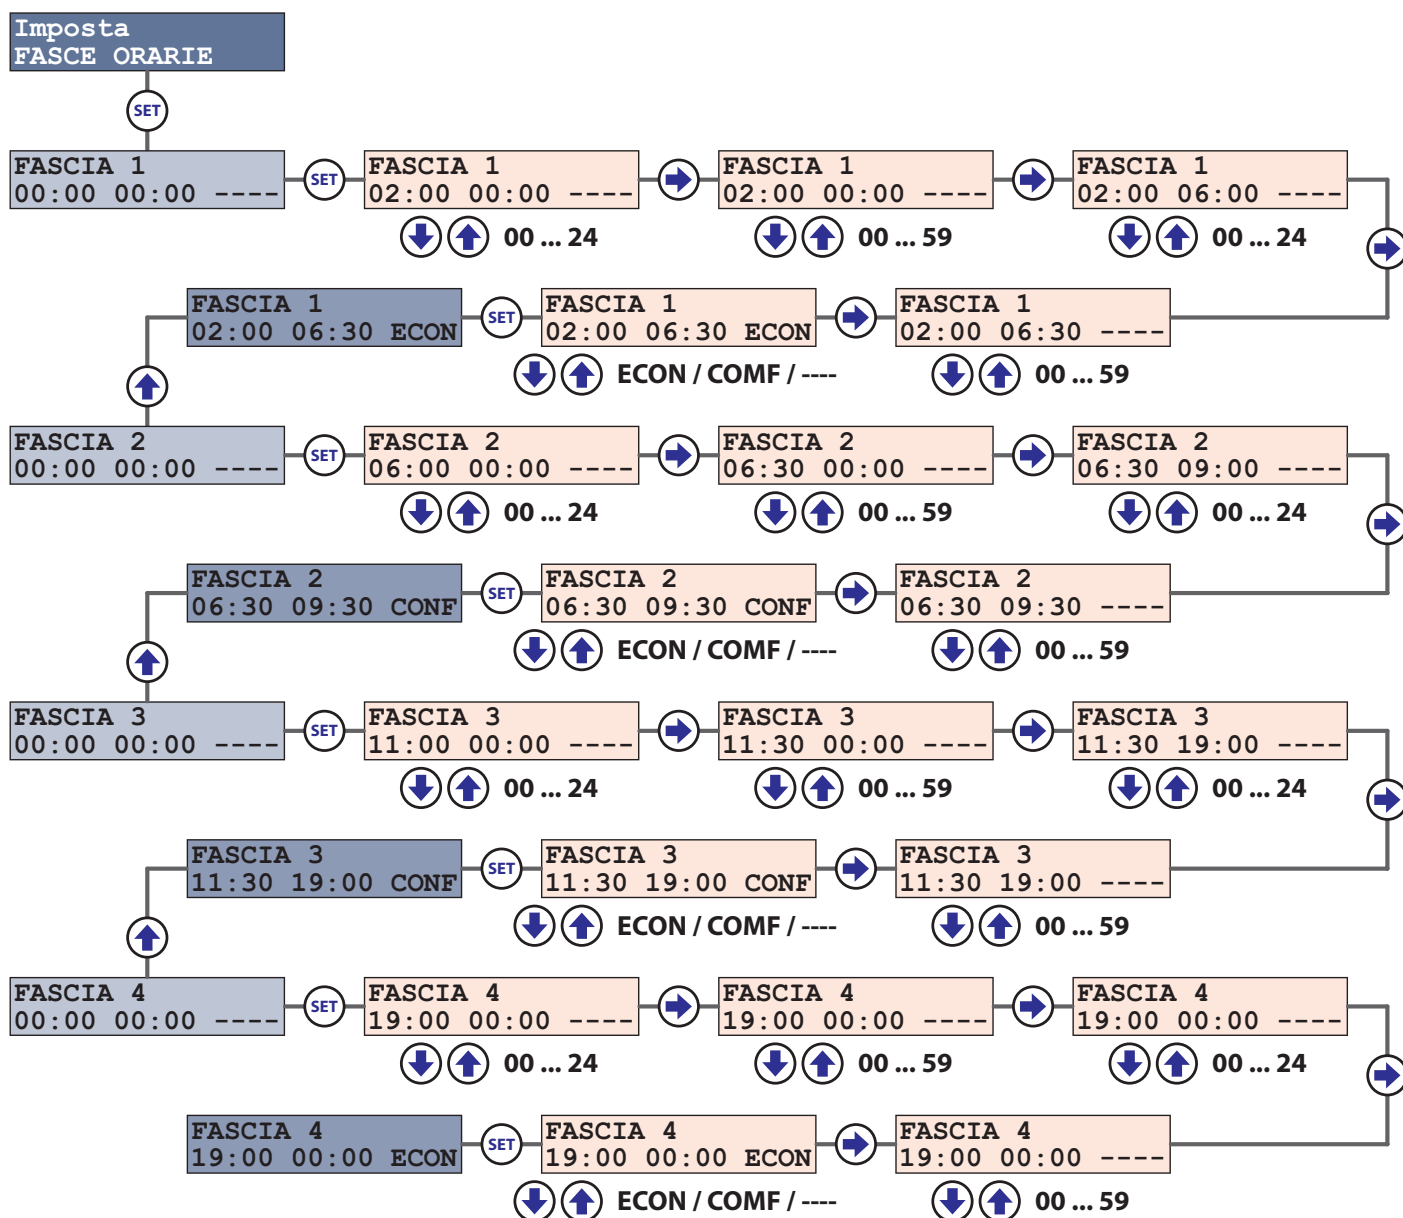 Imposta
FASCE ORARIE
SET
FASCIA 1
00:00 00:00 ----
SET
FASCIA 1
02:00 00:00 ----
FASCIA 1
02:00 00:00 ----
FASCIA 1
02:00 06:00 ----
00 ... 24
00 ... 59
00 ... 24
FASCIA 1
02:00 06:30 ECON
SET
FASCIA 1
02:00 06:30 ECON
FASCIA 1
02:00 06:30 ----
ECON / COMF / ----
00 ... 59
FASCIA 2
00:00 00:00 ----
SET
FASCIA 2
06:00 00:00 ----
FASCIA 2
06:30 00:00 ----
FASCIA 2
06:30 09:00 ----
00 ... 24
00 ... 59
00 ... 24
FASCIA 2
06:30 09:30 CONF
SET
FASCIA 2
06:30 09:30 CONF
FASCIA 2
06:30 09:30 ----
ECON / COMF / ----
00 ... 59
FASCIA 3
00:00 00:00 ----
SET
FASCIA 3
11:00 00:00 ----
FASCIA 3
11:30 00:00 ----
FASCIA 3
11:30 19:00 ----
00 ... 24
00 ... 59
00 ... 24
FASCIA 3
11:30 19:00 CONF
SET
FASCIA 3
11:30 19:00 CONF
FASCIA 3
11:30 19:00 ----
ECON / COMF / ----
00 ... 59
FASCIA 4
00:00 00:00 ----
SET
FASCIA 4
19:00 00:00 ----
FASCIA 4
19:00 00:00 ----
FASCIA 4
19:00 00:00 ----
00 ... 24
00 ... 59
00 ... 24
FASCIA 4
19:00 00:00 ECON
SET
FASCIA 4
19:00 00:00 ECON
FASCIA 4
19:00 00:00 ----
ECON / COMF / ----
00 ... 59